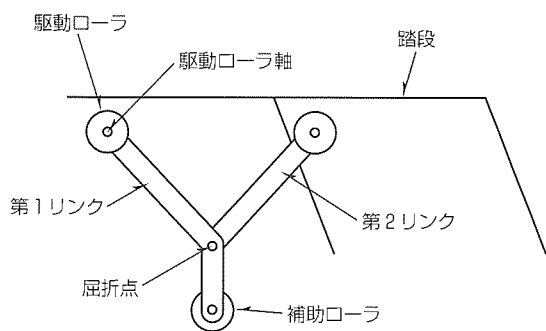 駆動ローラ
駆動ローラ軸
踏段
第1リンク
第2リンク
屈折点
補助ローラ